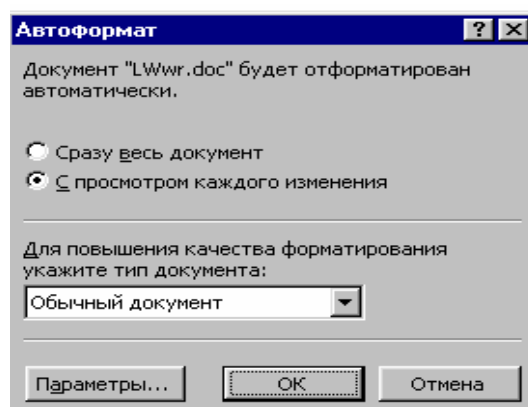 Автоформат
Документ "LWwr.doc" будет отформатирован
автоматически.
Сразу весь документ
С просмотром каждого изменения
Для повышения качества форматирования
укажите тип документа:
Обычный документ
Параметры... ОК Отмена